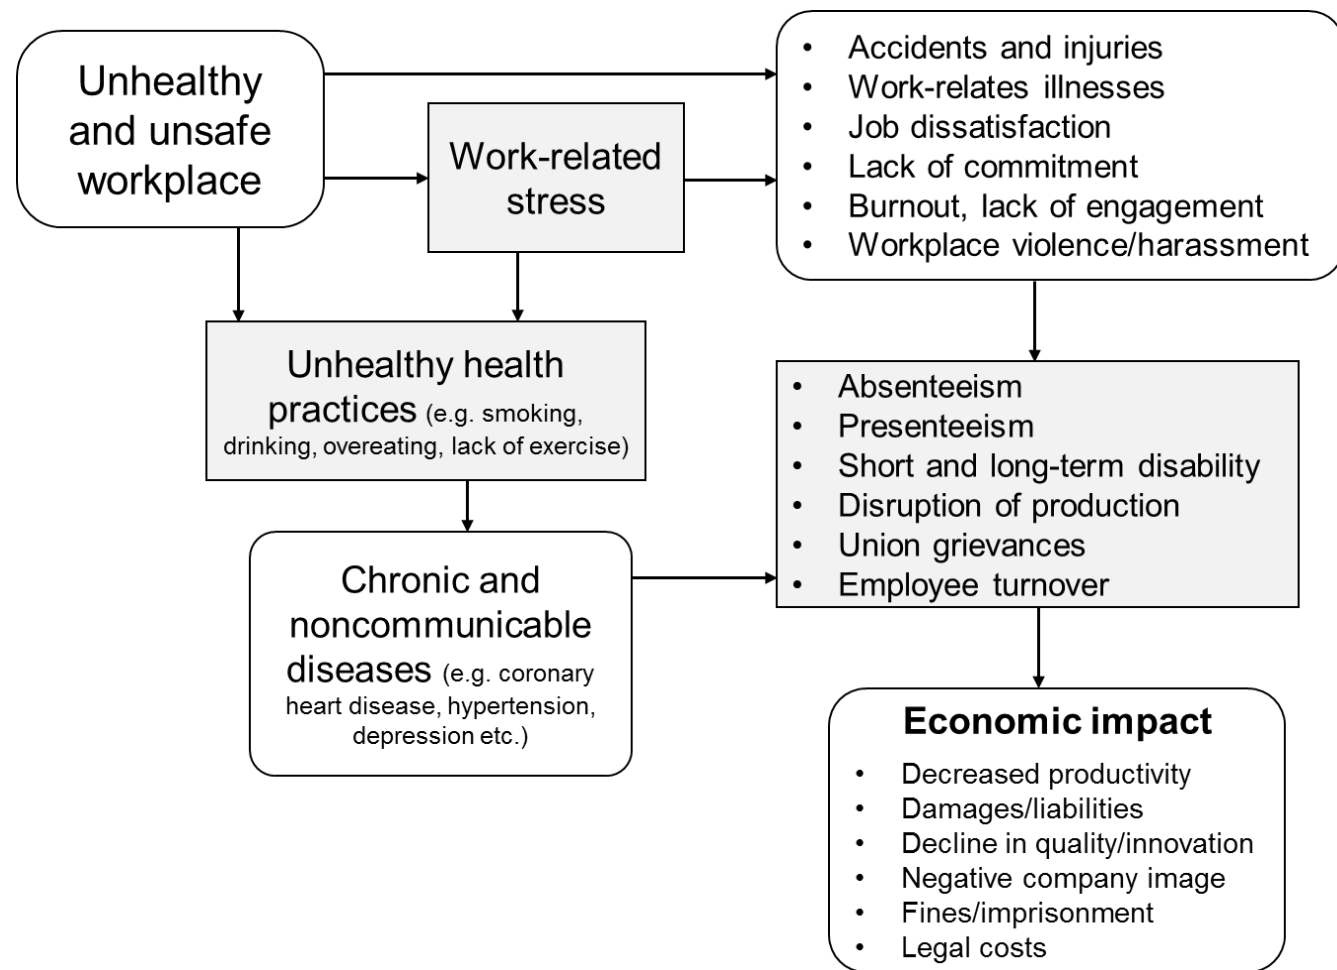 Unhealthy
and unsafe
workplace
Work-related
stress
• Accidents and injuries
• Work-relates illnesses
• Job dissatisfaction
• Lack of commitment
• Burnout, lack of engagement
• Workplace violence/harassment
Unhealthy health
practices (e.g. smoking,
drinking, overeating, lack of exercise)
• Absenteeism
• Presenteeism
• Short and long-term disability
• Disruption of production
• Union grievances
• Employee turnover
Chronic and
noncommunicable
diseases (e.g. coronary
heart disease, hypertension,
depression etc.)
Economic impact
• Decreased productivity
• Damages/liabilities
• Decline in quality/innovation
• Negative company image
• Fines/imprisonment
• Legal costs